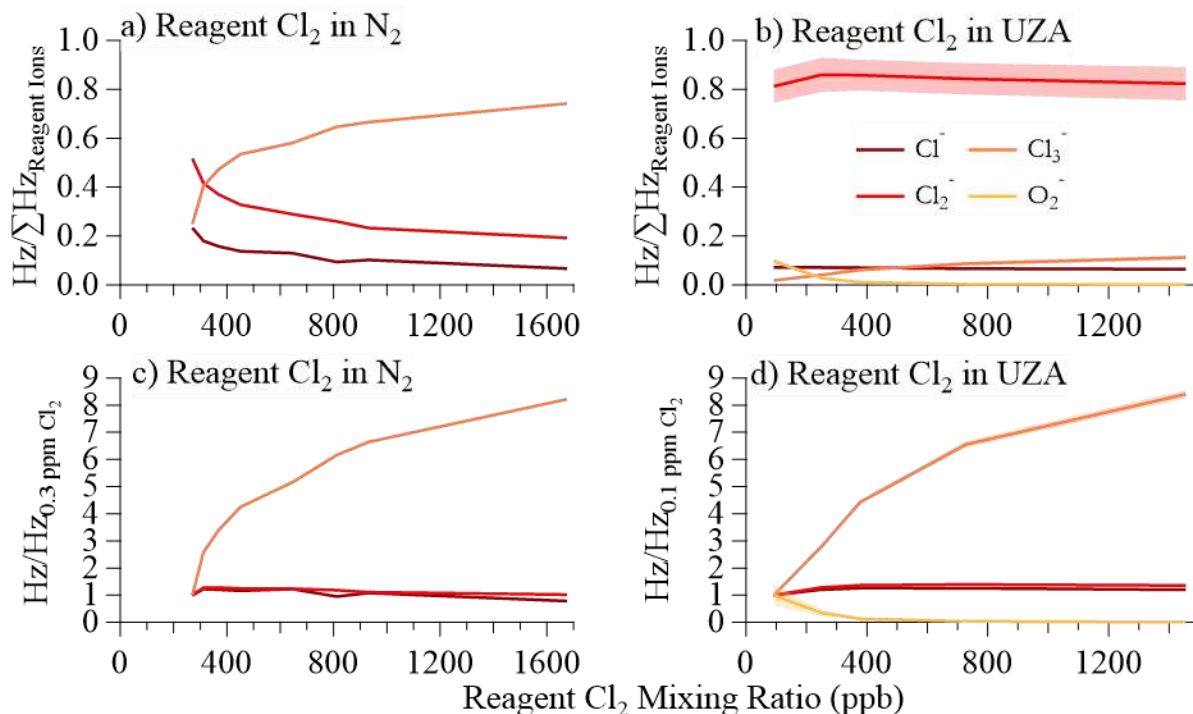 a) Reagent Cl₂ in N₂
b) Reagent Cl₂ in UZA
Hz/∑Hz_Reagent Ions
1.0
0.8
0.6
0.4
0.2
0.0
0 400 800 1200 1600
Hz/∑Hz_Reagent Ions
1.0
0.8
0.6
0.4
0.2
0.0
Cl⁻ Cl₃⁻
Cl₂⁻ O₂⁻
0 400 800 1200
c) Reagent Cl₂ in N₂
d) Reagent Cl₂ in UZA
Hz/Hz_0.3 ppm Cl₂
9
8
7
6
5
4
3
2
1
0
0 400 800 1200 1600
Hz/Hz_0.1 ppm Cl₂
9
8
7
6
5
4
3
2
1
0
0 400 800 1200
Reagent Cl₂ Mixing Ratio (ppb)